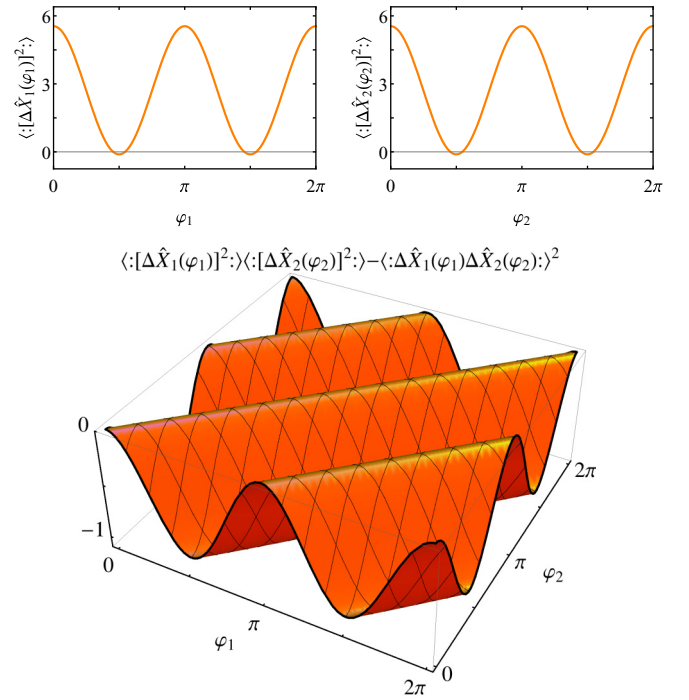 ⟨:[ΔX̂₁(φ₁)]²:⟩
6
3
0
0 π 2π
φ₁
⟨:[ΔX̂₂(φ₂)]²:⟩
6
3
0
0 π 2π
φ₂
⟨:[ΔX̂₁(φ₁)]²:⟩⟨:[ΔX̂₂(φ₂)]²:⟩−⟨:ΔX̂₁(φ₁)ΔX̂₂(φ₂):⟩²
0
−1
0
π
2π
φ₁
0
π
2π
φ₂